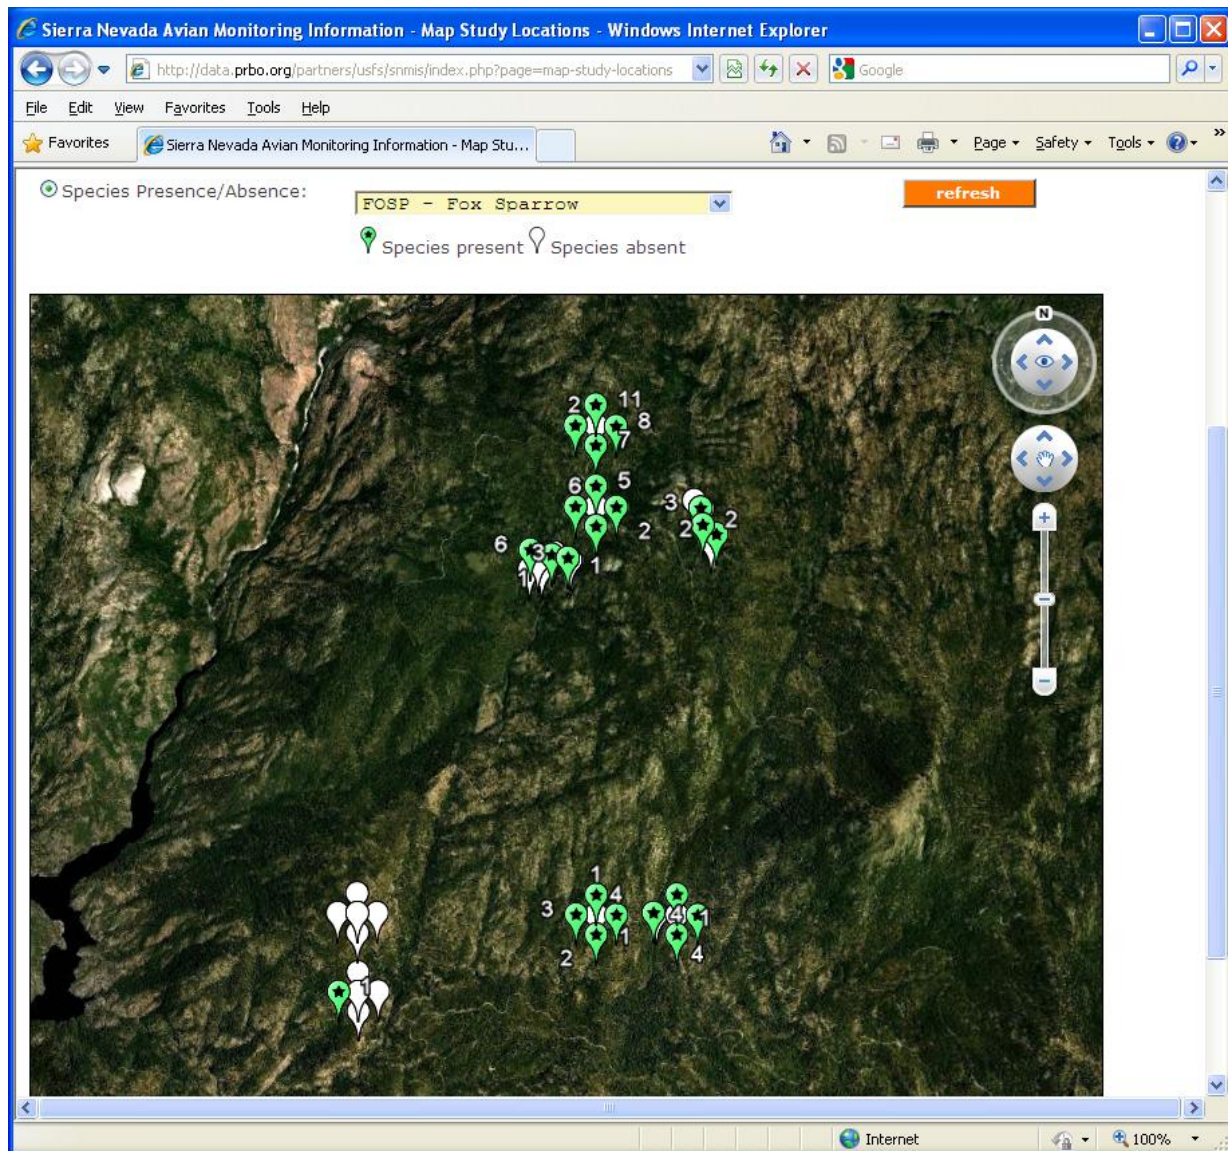 Sierra Nevada Avian Monitoring Information - Map Study Locations - Windows Internet Explorer
http://data.prbo.org/partners/usfs/snmis/index.php?page=map-study-locations Google
File Edit View Favorites Tools Help
Favorites Sierra Nevada Avian Monitoring Information - Map Stu... Page Safety Tools »
Species Presence/Absence: FOSP - Fox Sparrow refresh
Species present Species absent
N
2 11
8
7
6 5
3
2 2 2
6 3
1 1
1
3 4 4 1
1
2 4
1
Internet 100%